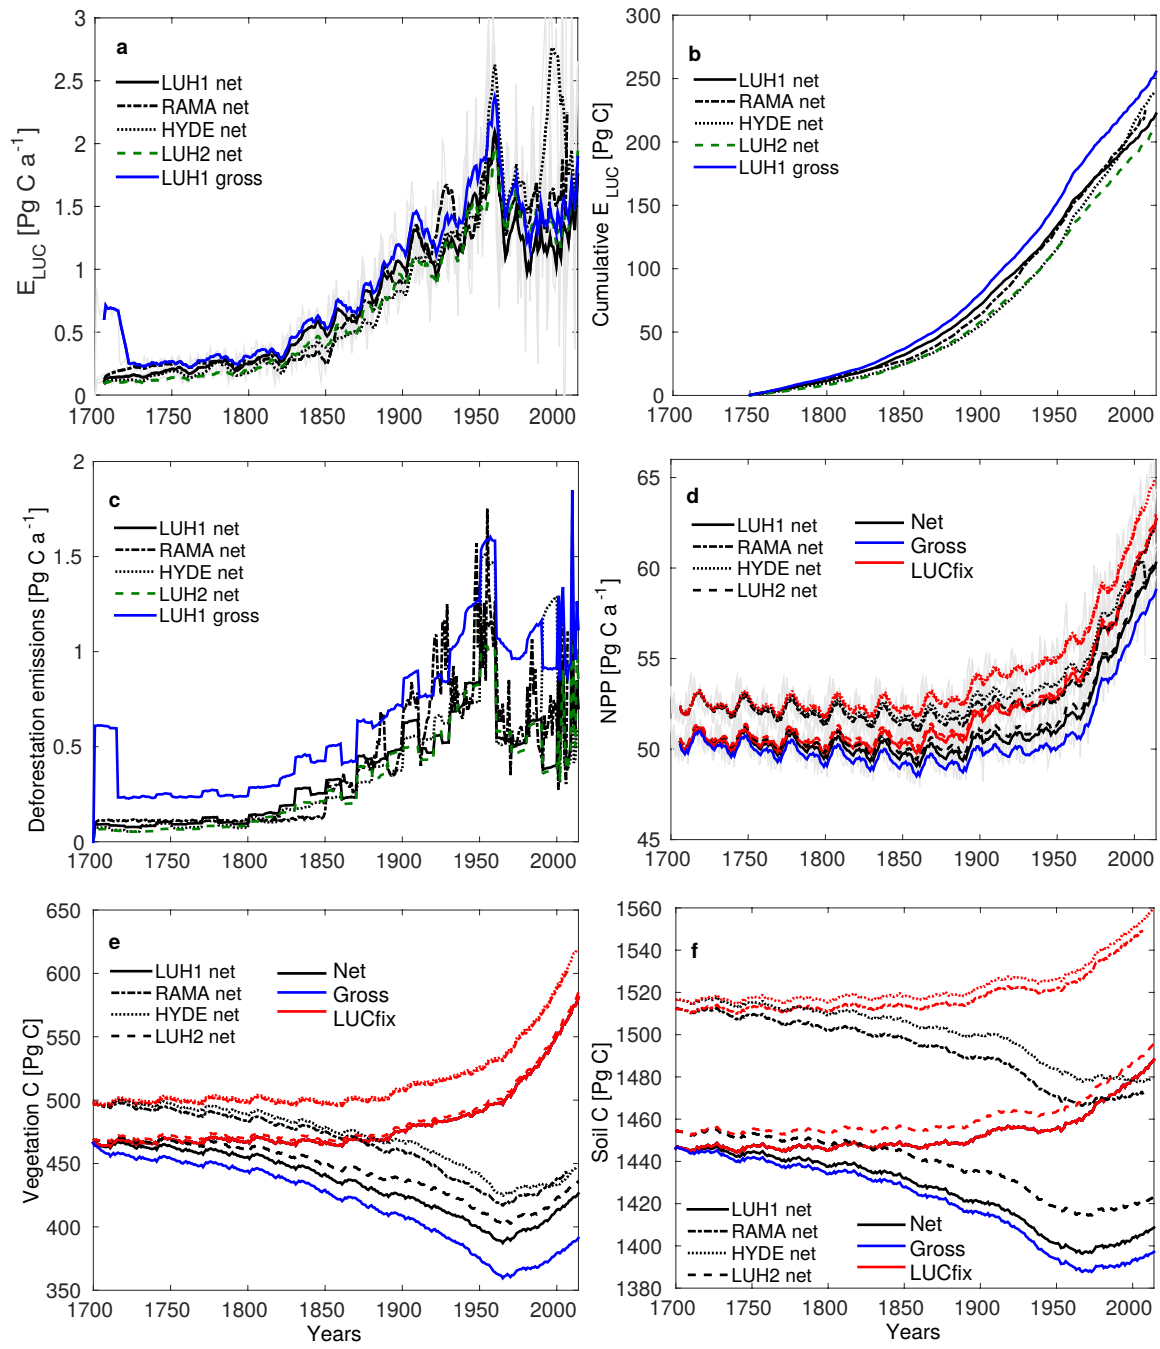 a
LUH1 net
RAMA net
HYDE net
LUH2 net
LUH1 gross
E_LUC [Pg C a^-1]
3
2.5
2
1.5
1
0.5
0
1700 1750 1800 1850 1900 1950 2000
b
LUH1 net
RAMA net
HYDE net
LUH2 net
LUH1 gross
Cumulative E_LUC [Pg C]
300
250
200
150
100
50
0
1700 1750 1800 1850 1900 1950 2000
c
LUH1 net
RAMA net
HYDE net
LUH2 net
LUH1 gross
Deforestation emissions [Pg C a^-1]
2
1.5
1
0.5
0
1700 1750 1800 1850 1900 1950 2000
d
LUH1 net
RAMA net
HYDE net
LUH2 net
Net
Gross
LUCfix
NPP [Pg C a^-1]
65
60
55
50
45
1700 1750 1800 1850 1900 1950 2000
e
LUH1 net
RAMA net
HYDE net
LUH2 net
Net
Gross
LUCfix
Vegetation C [Pg C]
650
600
550
500
450
400
350
1700 1750 1800 1850 1900 1950 2000
Years
f
Soil C [Pg C]
1560
1540
1520
1500
1480
1460
1440
1420
1400
1380
LUH1 net
RAMA net
HYDE net
LUH2 net
Net
Gross
LUCfix
1700 1750 1800 1850 1900 1950 2000
Years